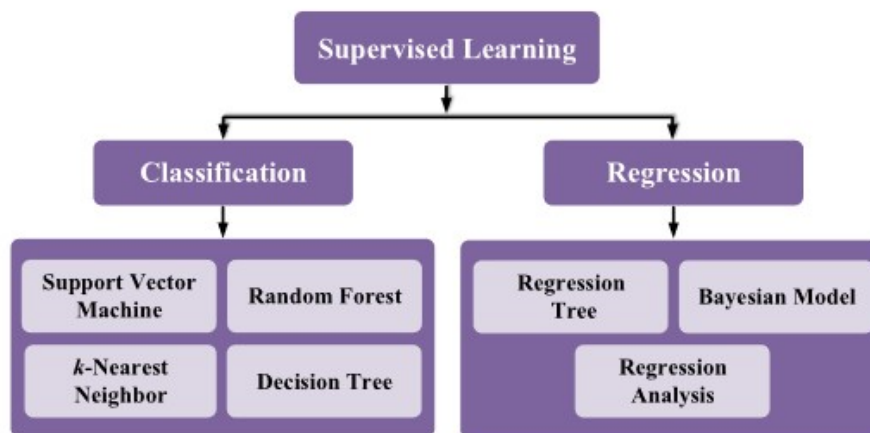 Supervised Learning
Classification
Regression
Support Vector
Machine
Random Forest
k-Nearest
Neighbor
Decision Tree
Regression
Tree
Bayesian Model
Regression
Analysis